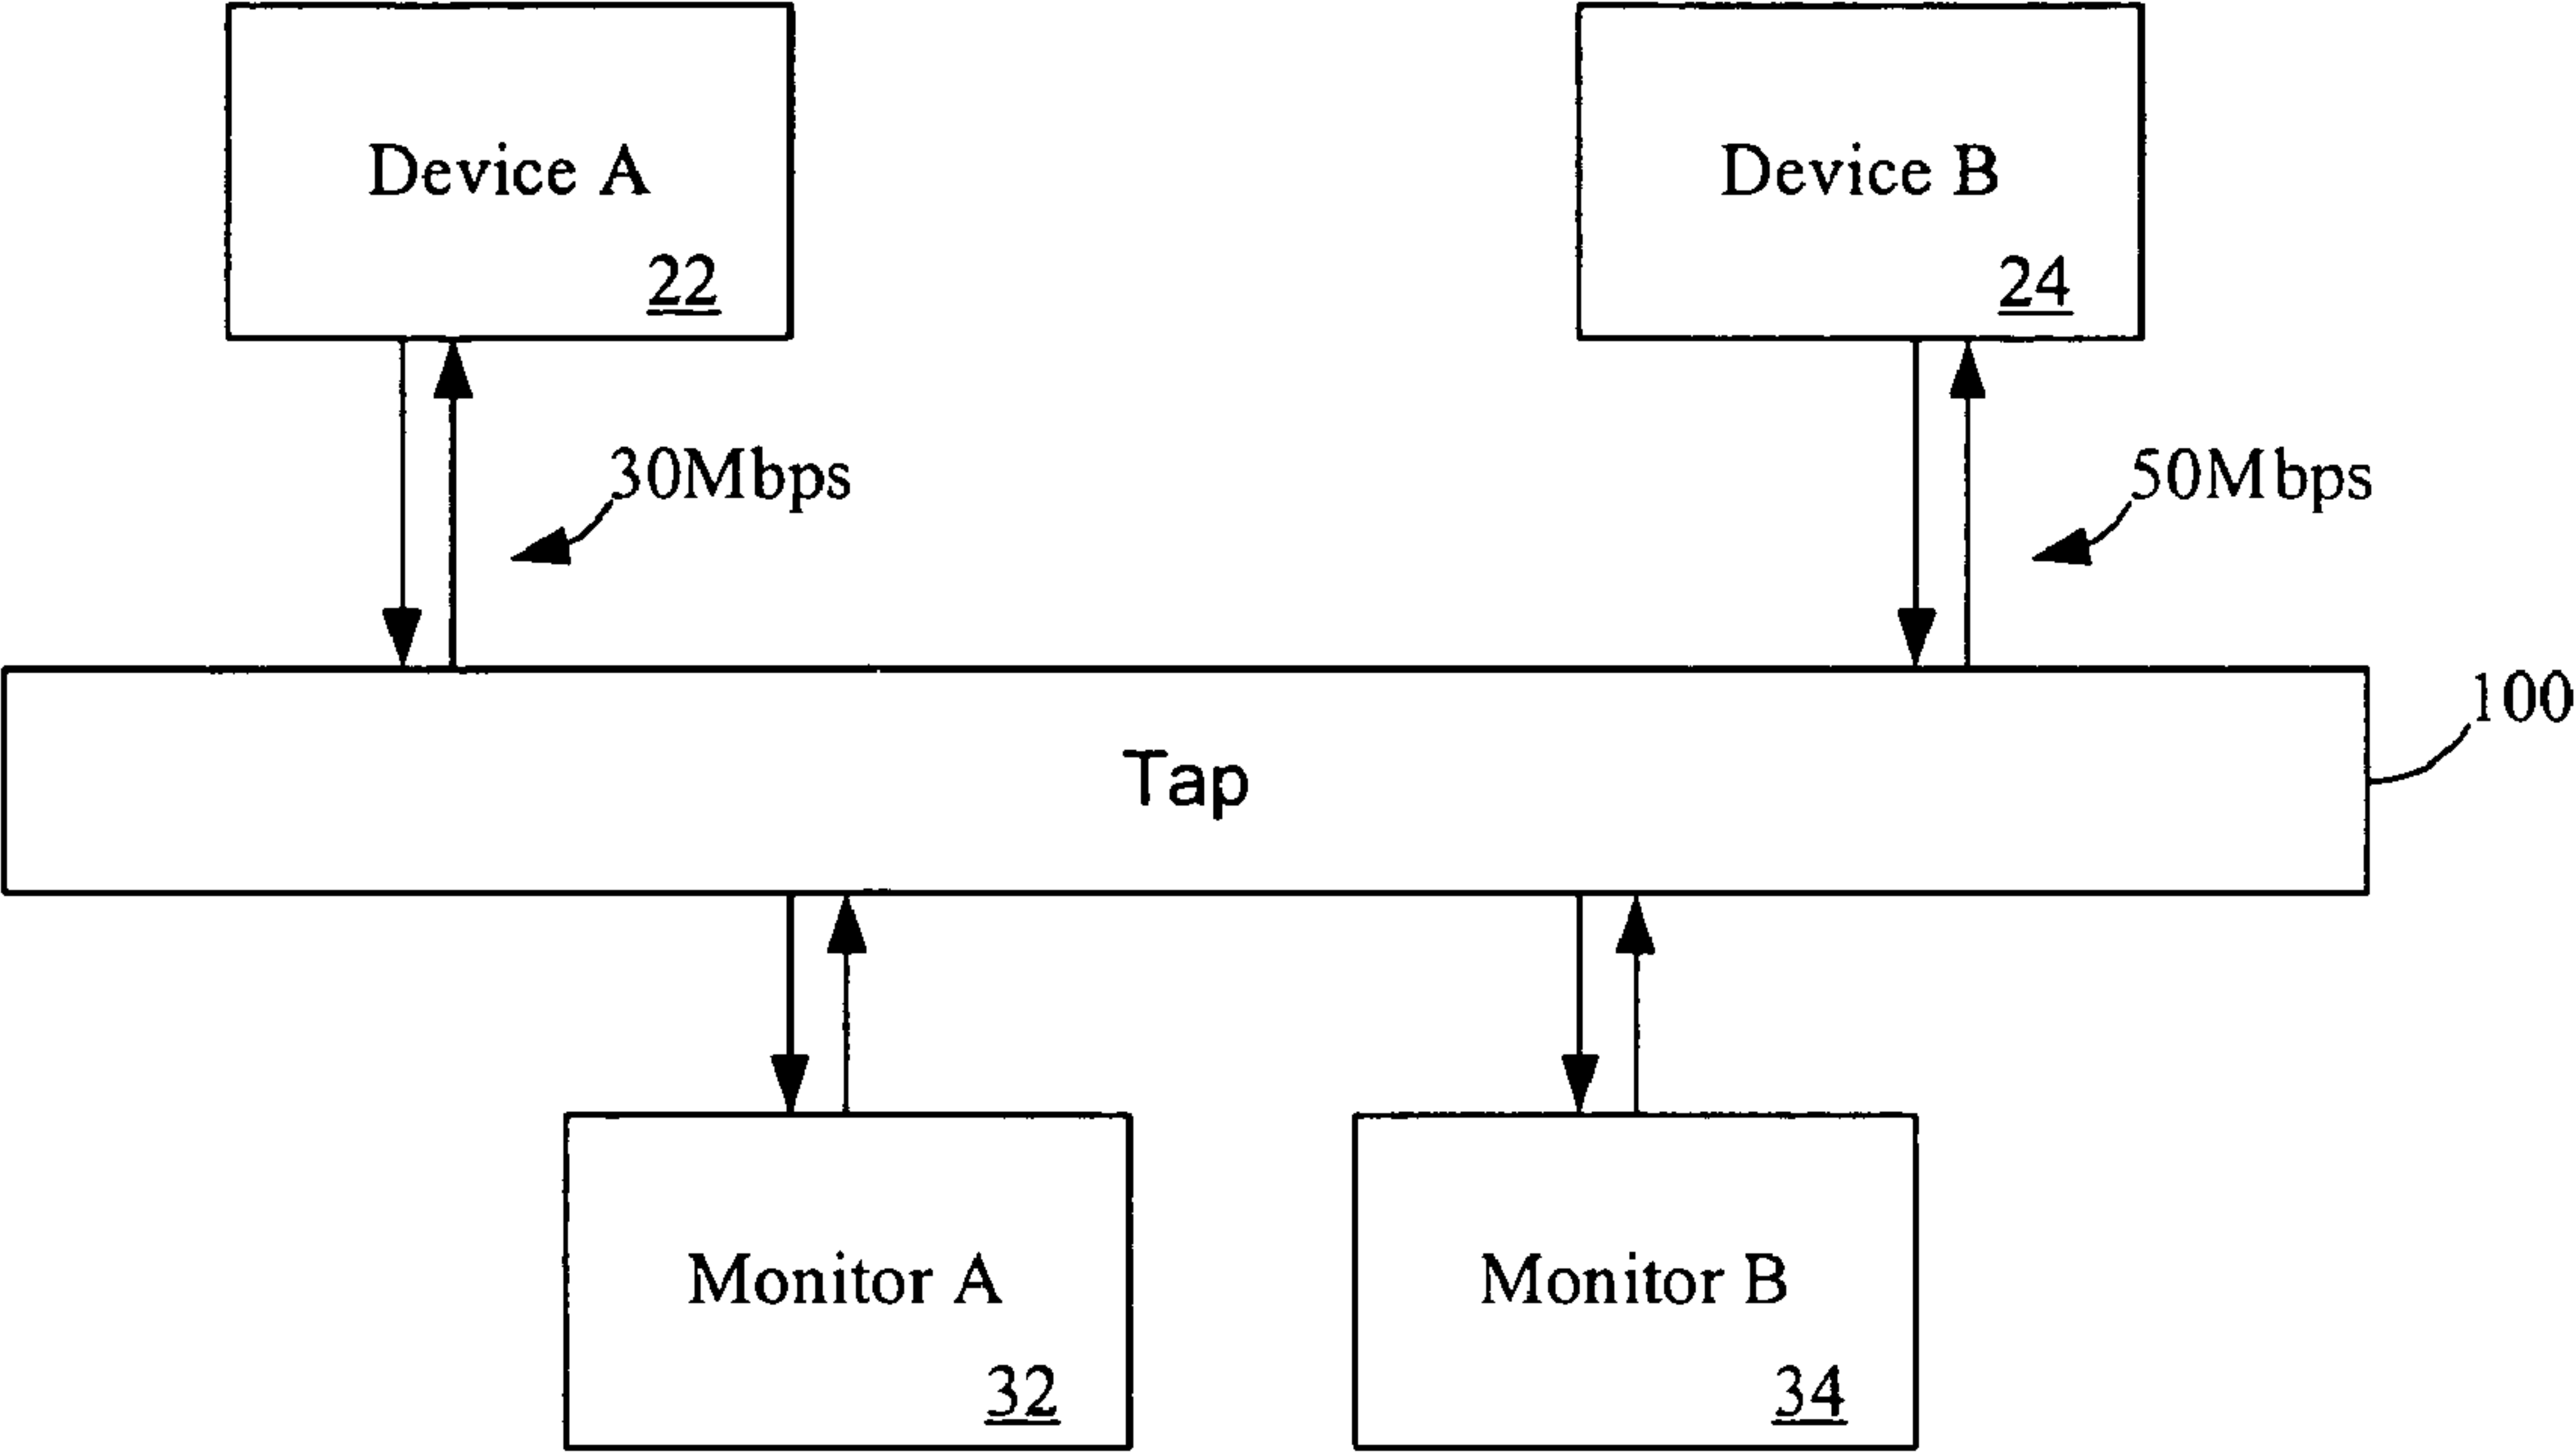 Device A
22
Device B
24
30Mbps
50Mbps
100
Tap
Monitor A
32
Monitor B
34